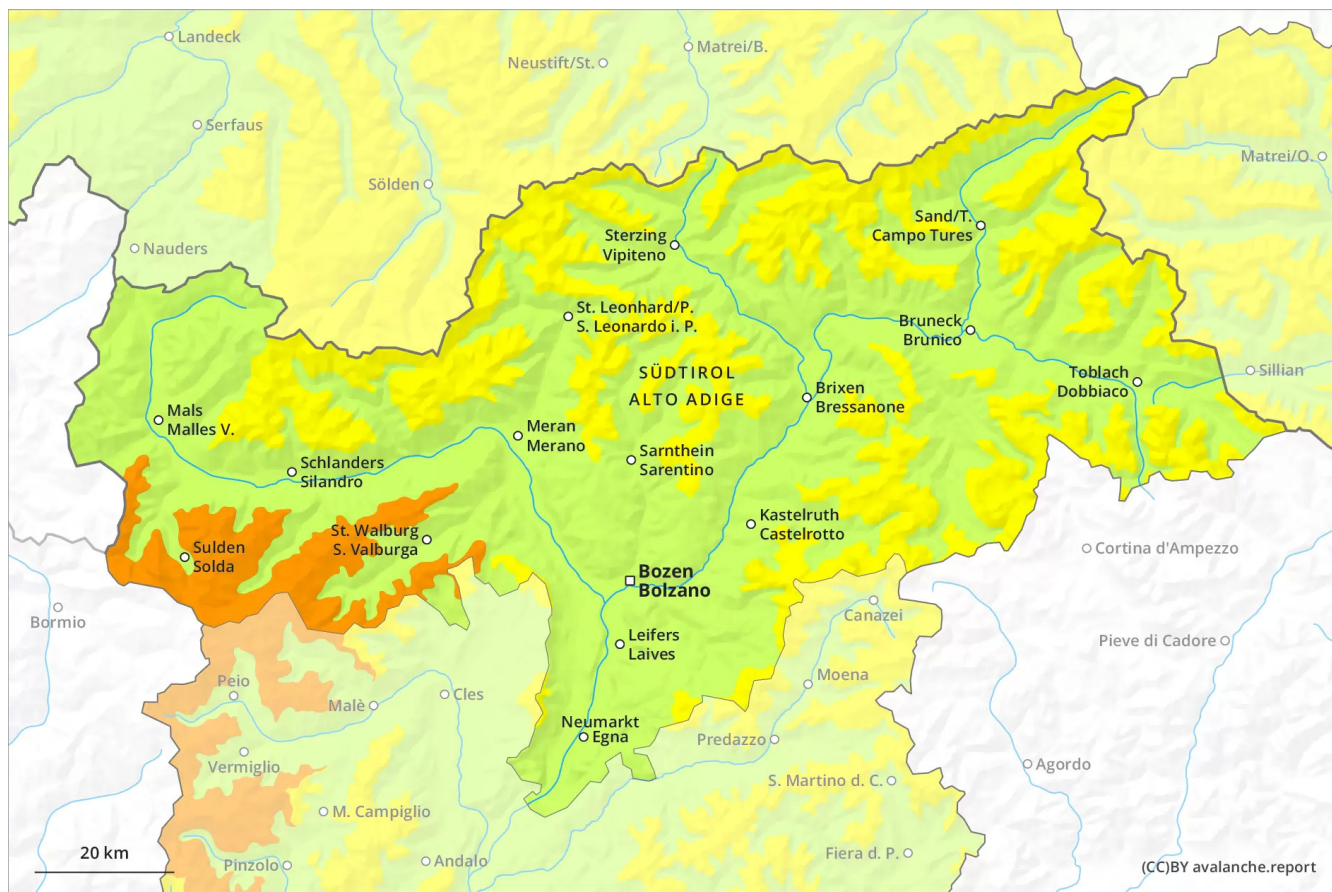 Landeck
Matrei/B.
Neustift/St.
Serfaus
Matrei/O.
Sölden
Sand/T.
Campo Tures
Sterzing
Vipiteno
Nauders
St. Leonhard/P.
S. Leonardo i. P.
Bruneck
Brunico
Toblach
Dobbiaco
Sillian
SÜDTIROL
ALTO ADIGE
Brixen
Bressanone
Mals
Malles V.
Meran
Merano
Schlanders
Silandro
Sarnthein
Sarentino
Kastelruth
Castelrotto
St. Walburg
S. Valburga
Sulden
Solda
Cortina d'Ampezzo
Bozen
Bolzano
Bormio
Canazei
Leifers
Laives
Pieve di Cadore
Peio
Malè
Cles
Moena
Neumarkt
Egna
Predazzo
Vermiglio
Agordo
S. Martino d. C.
M. Campiglio
20 km
Pinzolo
Andalo
Fiera d. P.
(CC)BY avalanche.report